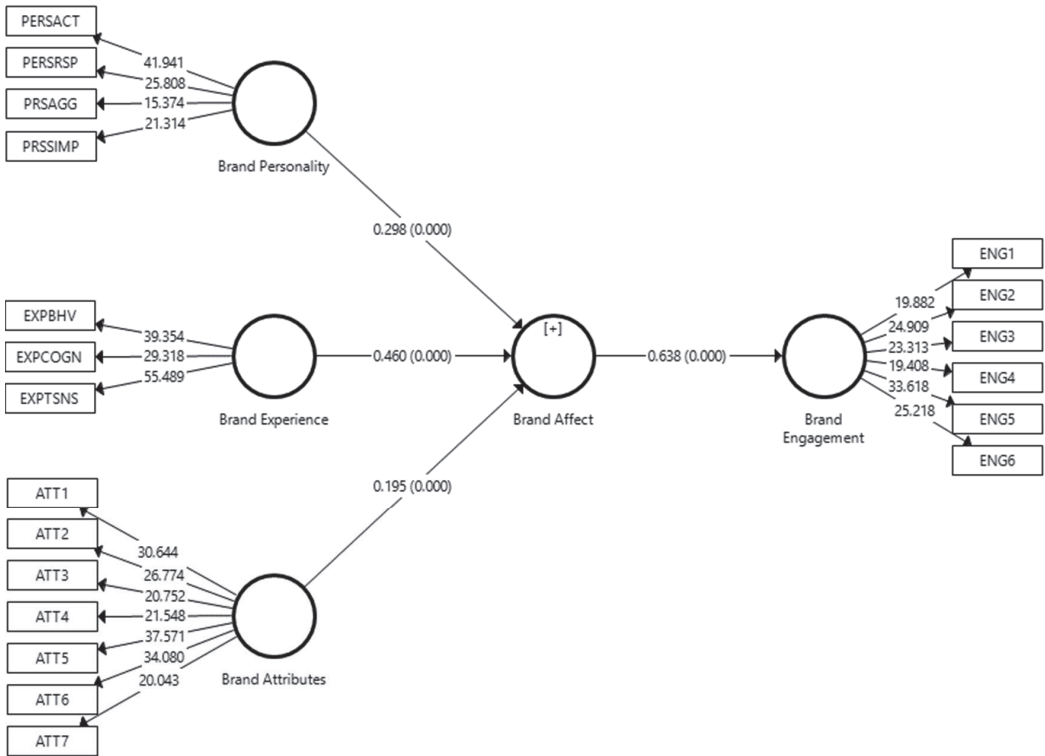 PERSACT
PERSRSP
PRSAGG
PRSSIMP
41.941
25.808
15.374
21.314
Brand Personality
0.298 (0.000)
EXPBHV
EXPCOGN
EXPTSNS
39.354
29.318
55.489
Brand Experience
0.460 (0.000)
[+]
Brand Affect
0.638 (0.000)
Brand
Engagement
19.882
24.909
23.313
19.408
33.618
25.218
ENG1
ENG2
ENG3
ENG4
ENG5
ENG6
0.195 (0.000)
ATT1
ATT2
ATT3
ATT4
ATT5
ATT6
ATT7
30.644
26.774
20.752
21.548
37.571
34.080
20.043
Brand Attributes